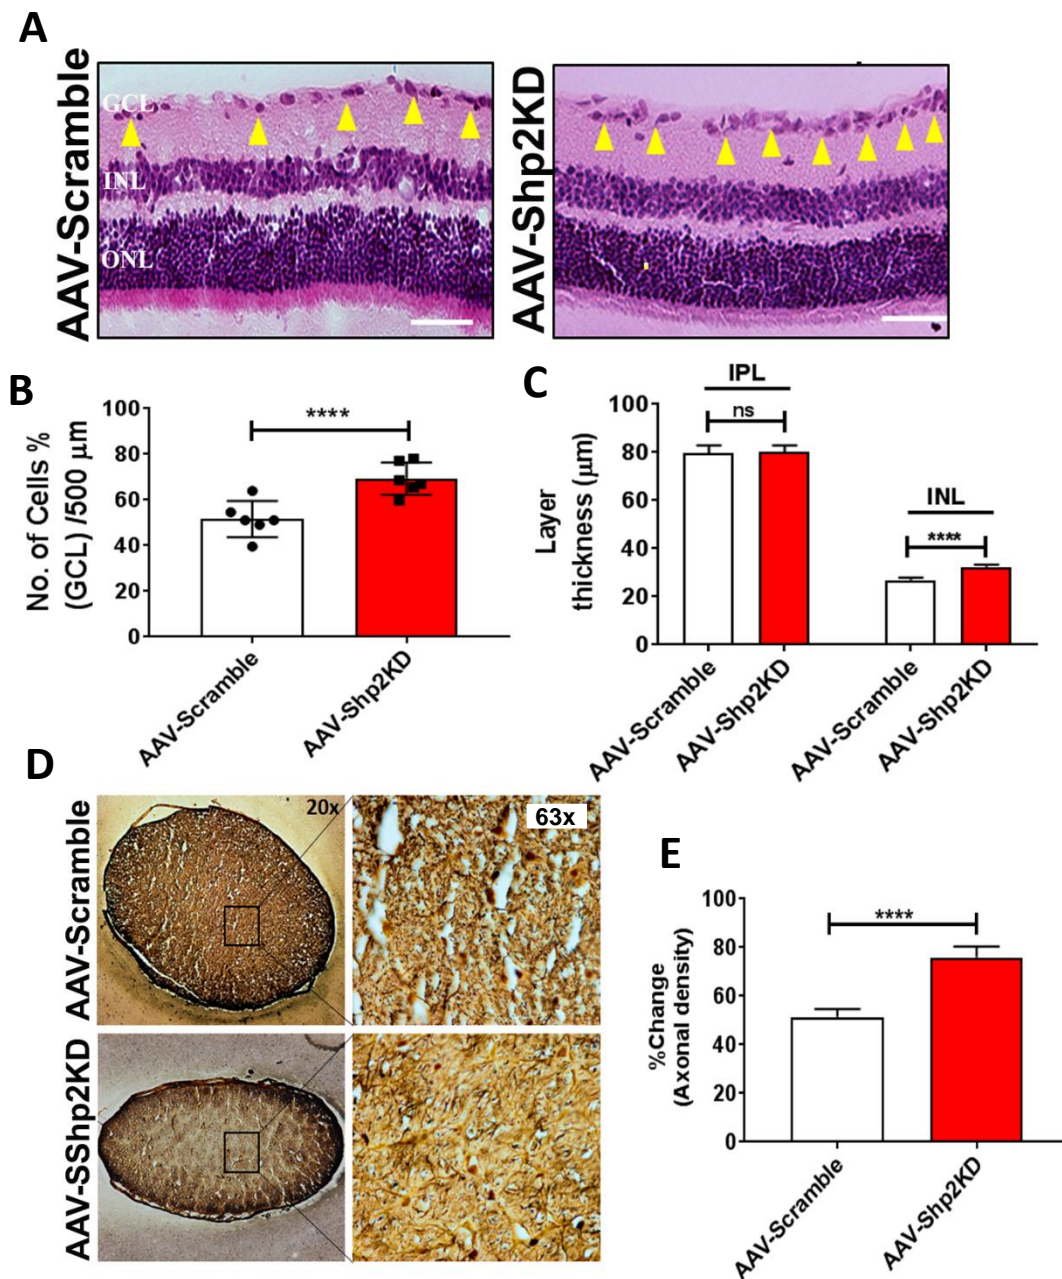 A
AAV-Scramble
GCL
INL
ONL
AAV-Shp2KD
B
No. of Cells %
(GCL) /500 µm
100
80
60
40
20
0
****
AAV-Scramble
AAV-Shp2KD
C
Layer
thickness (µm)
100
80
60
40
20
0
IPL
ns
INL
****
AAV-Scramble
AAV-Shp2KD
AAV-Scramble
AAV-Shp2KD
D
AAV-Scramble
20x
63x
AAV-SShp2KD
E
%Change
(Axonal density)
100
80
60
40
20
0
****
AAV-Scramble
AAV-Shp2KD